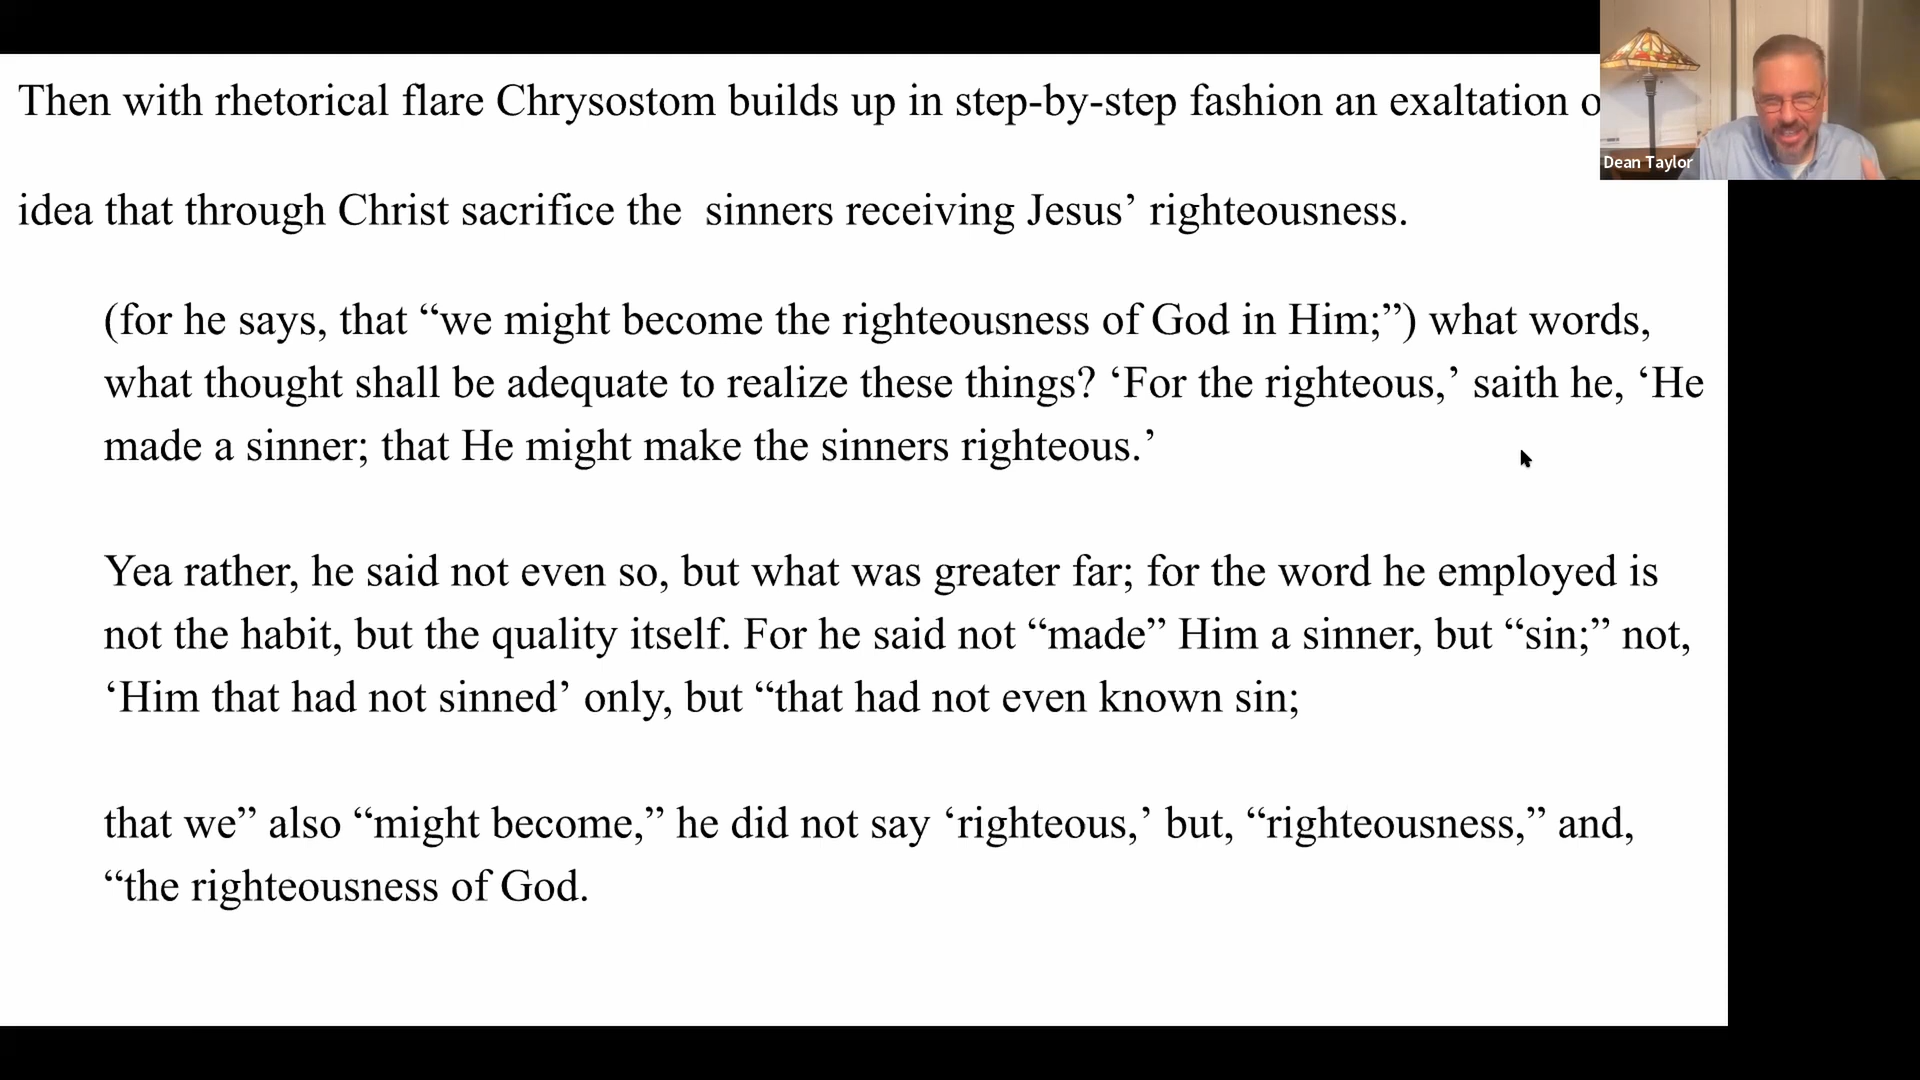 Then with rhetorical flare Chrysostom builds up in step-by-step fashion an exaltation
Dean Taylor
idea that through Christ sacrifice the  sinners receiving Jesus’ righteousness.
(for he says, that “we might become the righteousness of God in Him;”) what words,
what thought shall be adequate to realize these things? ‘For the righteous,’ saith he, ‘He
made a sinner; that He might make the sinners righteous.’
Yea rather, he said not even so, but what was greater far; for the word he employed is
not the habit, but the quality itself. For he said not “made” Him a sinner, but “sin;” not,
‘Him that had not sinned’ only, but “that had not even known sin;
that we” also “might become,” he did not say ‘righteous,’ but, “righteousness,” and,
“the righteousness of God.